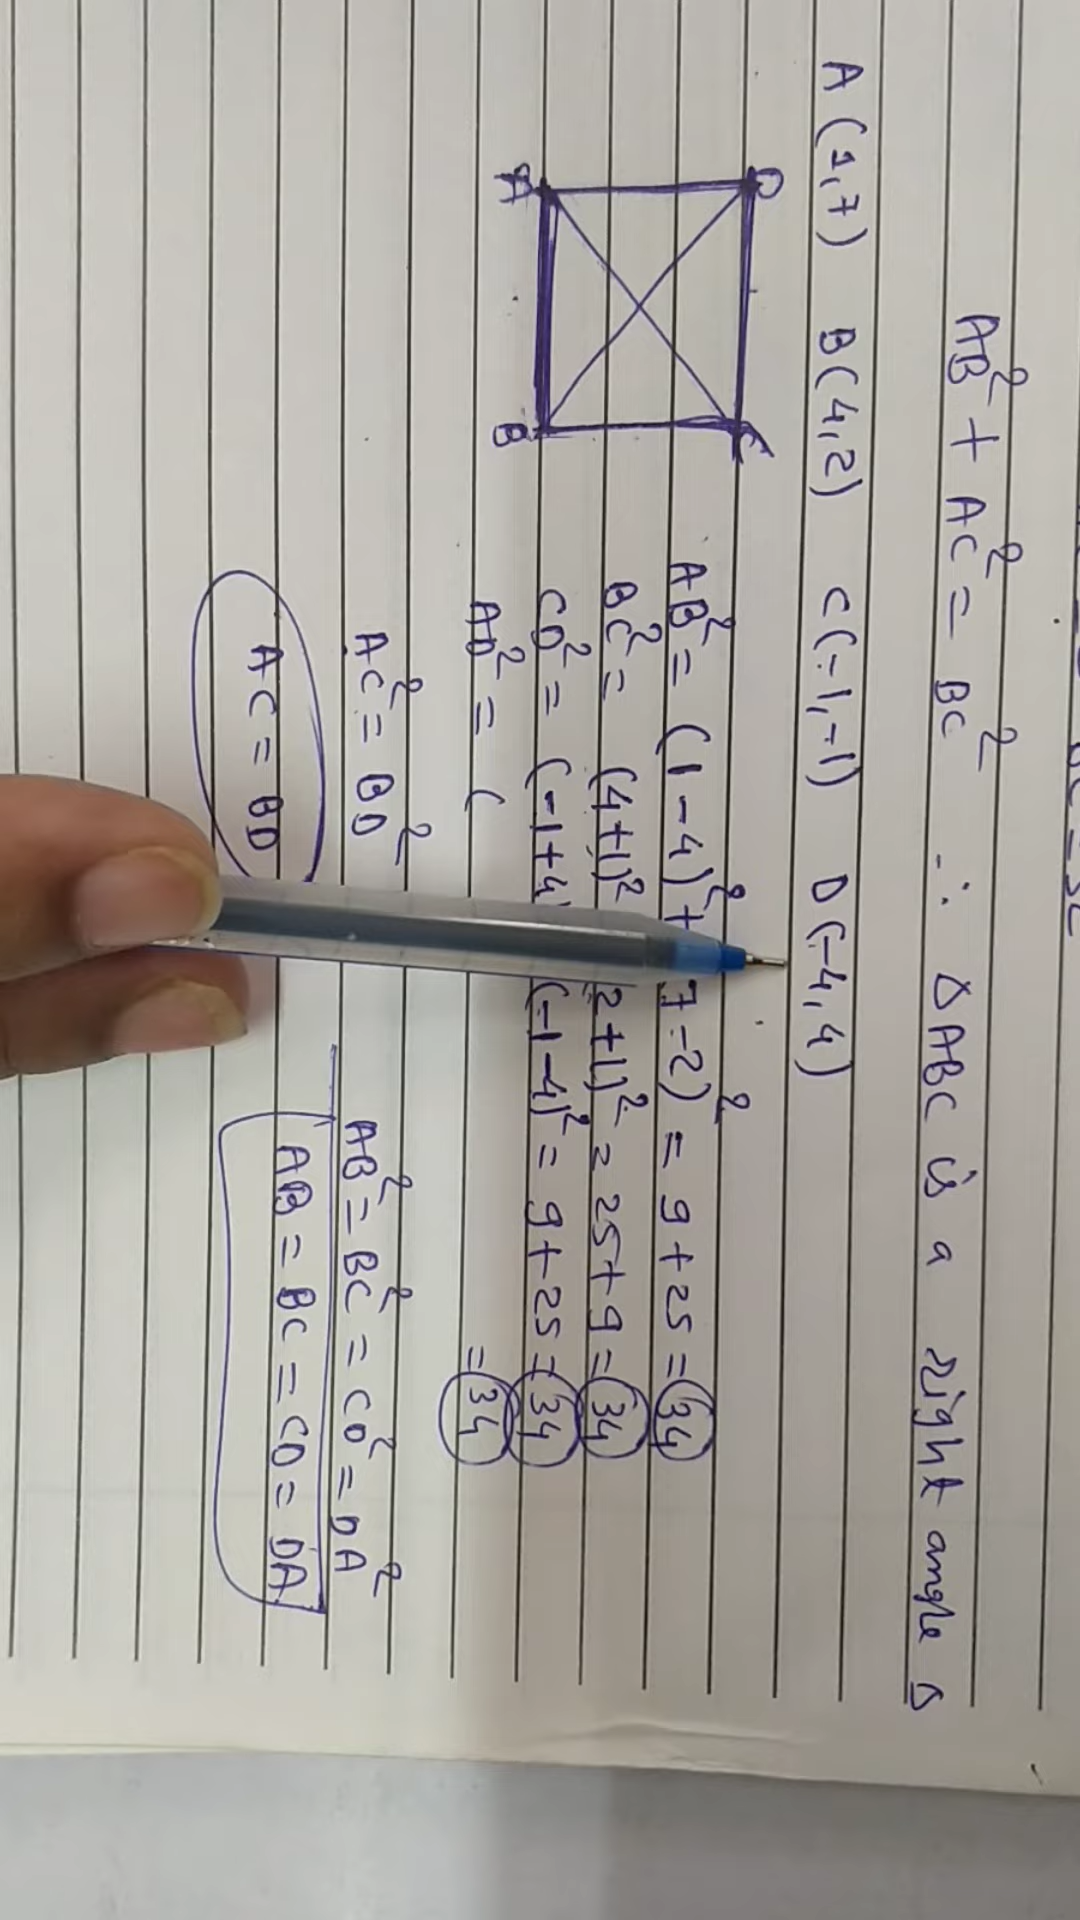 AB² + AC² = BC² ∴ ΔABC is a right angle Δ
A(1,7) B(4,2) C(-1,-1) D(-4,4)
D C
A B
AB² = (1-4)² + 7-2)² = 9+25 = 34
BC² = (4+1)² 2+1)² = 25+9 = 34
CD² = (-1+4) (-1-4)² = 9+25 = 34
AD² = ( = 34
AC² = BD²
AC = BD
AB² = BC² = CD² = DA²
AB = BC = CD = DA